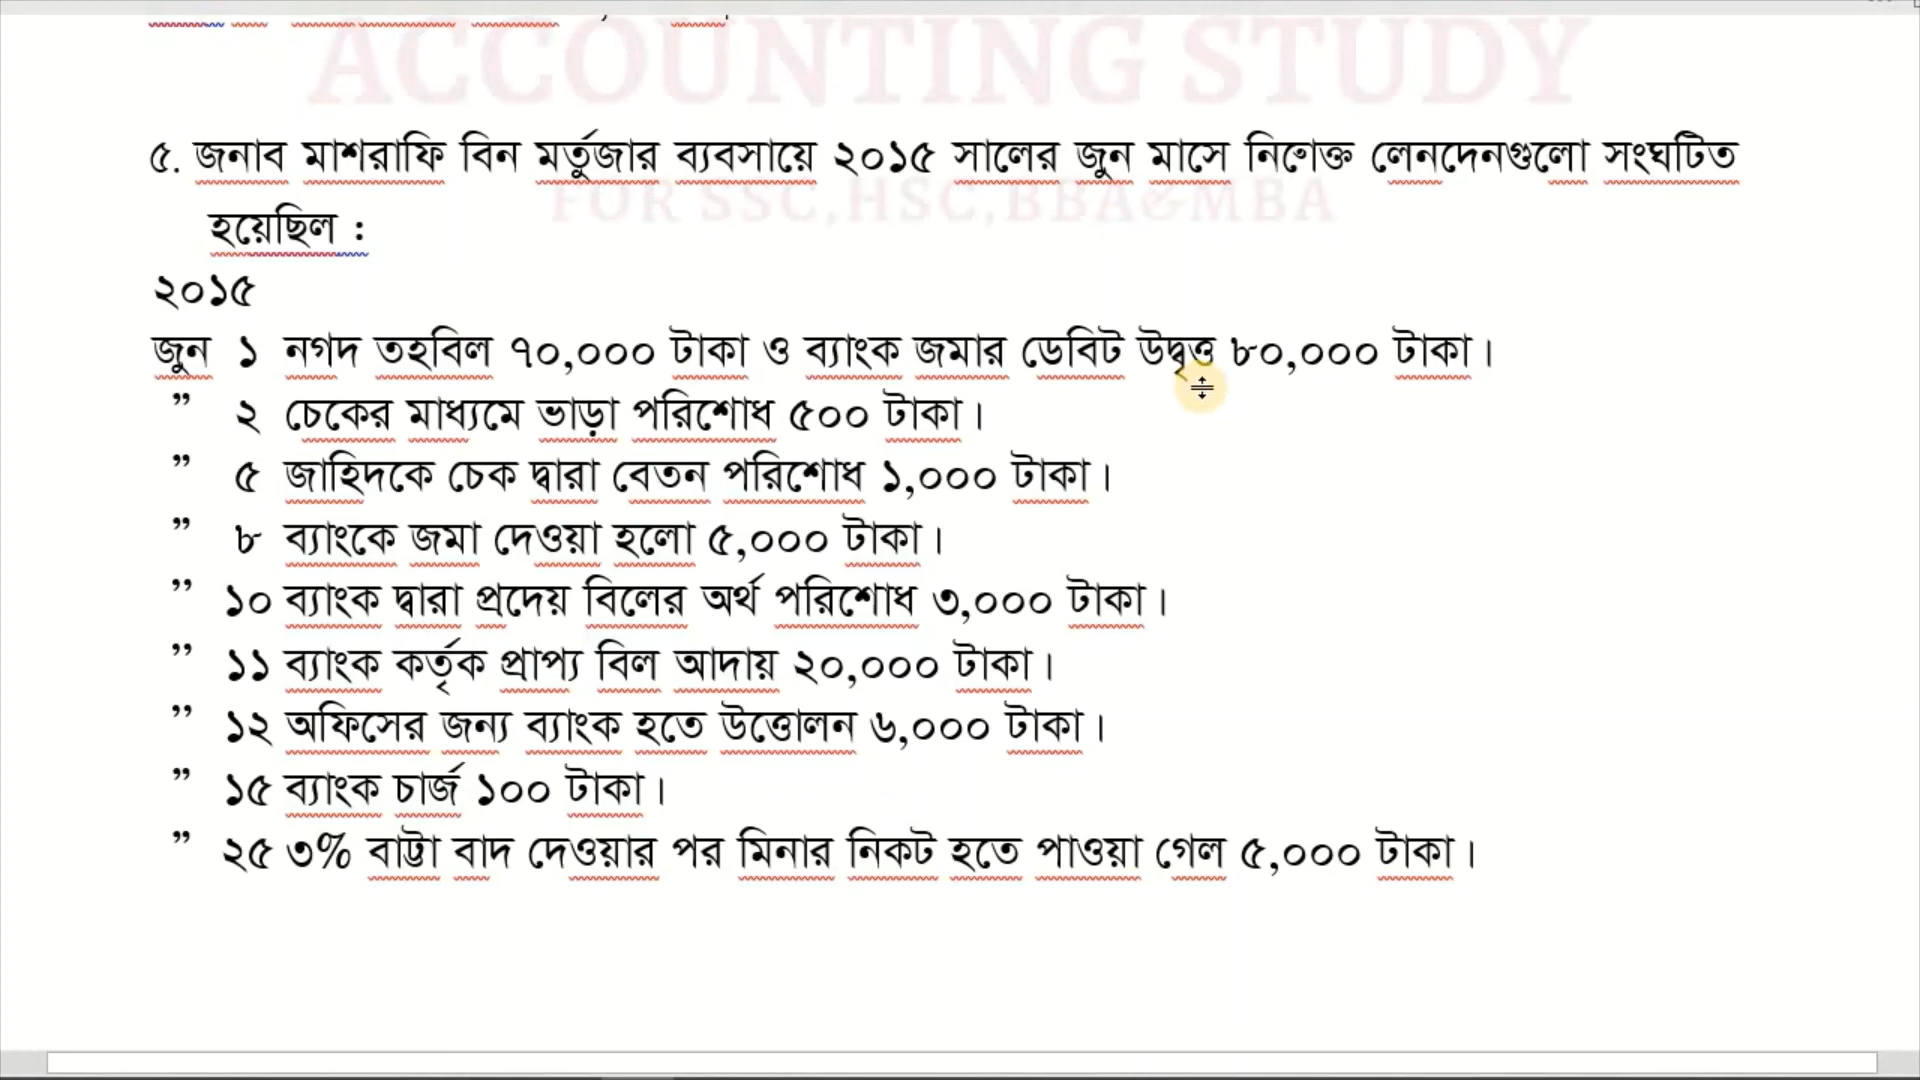 ACCOUNTING STUDY
৫. জনাব মাশরাফি বিন মর্তুজার ব্যবসায়ে ২০১৫ সালের জুন মাসে নিম্নোক্ত লেনদেনগুলো সংঘটিত
FOR SSC,HSC,BBA&MBA
হয়েছিল :
২০১৫
জুন ১ নগদ তহবিল ৭০,০০০ টাকা ও ব্যাংক জমার ডেবিট উদ্বৃত্ত ৮০,০০০ টাকা।
” ২ চেকের মাধ্যমে ভাড়া পরিশোধ ৫০০ টাকা।
” ৫ জাহিদকে চেক দ্বারা বেতন পরিশোধ ১,০০০ টাকা।
” ৮ ব্যাংকে জমা দেওয়া হলো ৫,০০০ টাকা।
’’ ১০ ব্যাংক দ্বারা প্রদেয় বিলের অর্থ পরিশোধ ৩,০০০ টাকা।
’’ ১১ ব্যাংক কর্তৃক প্রাপ্য বিল আদায় ২০,০০০ টাকা।
’’ ১২ অফিসের জন্য ব্যাংক হতে উত্তোলন ৬,০০০ টাকা।
” ১৫ ব্যাংক চার্জ ১০০ টাকা।
” ২৫ ৩% বাট্টা বাদ দেওয়ার পর মিনার নিকট হতে পাওয়া গেল ৫,০০০ টাকা।